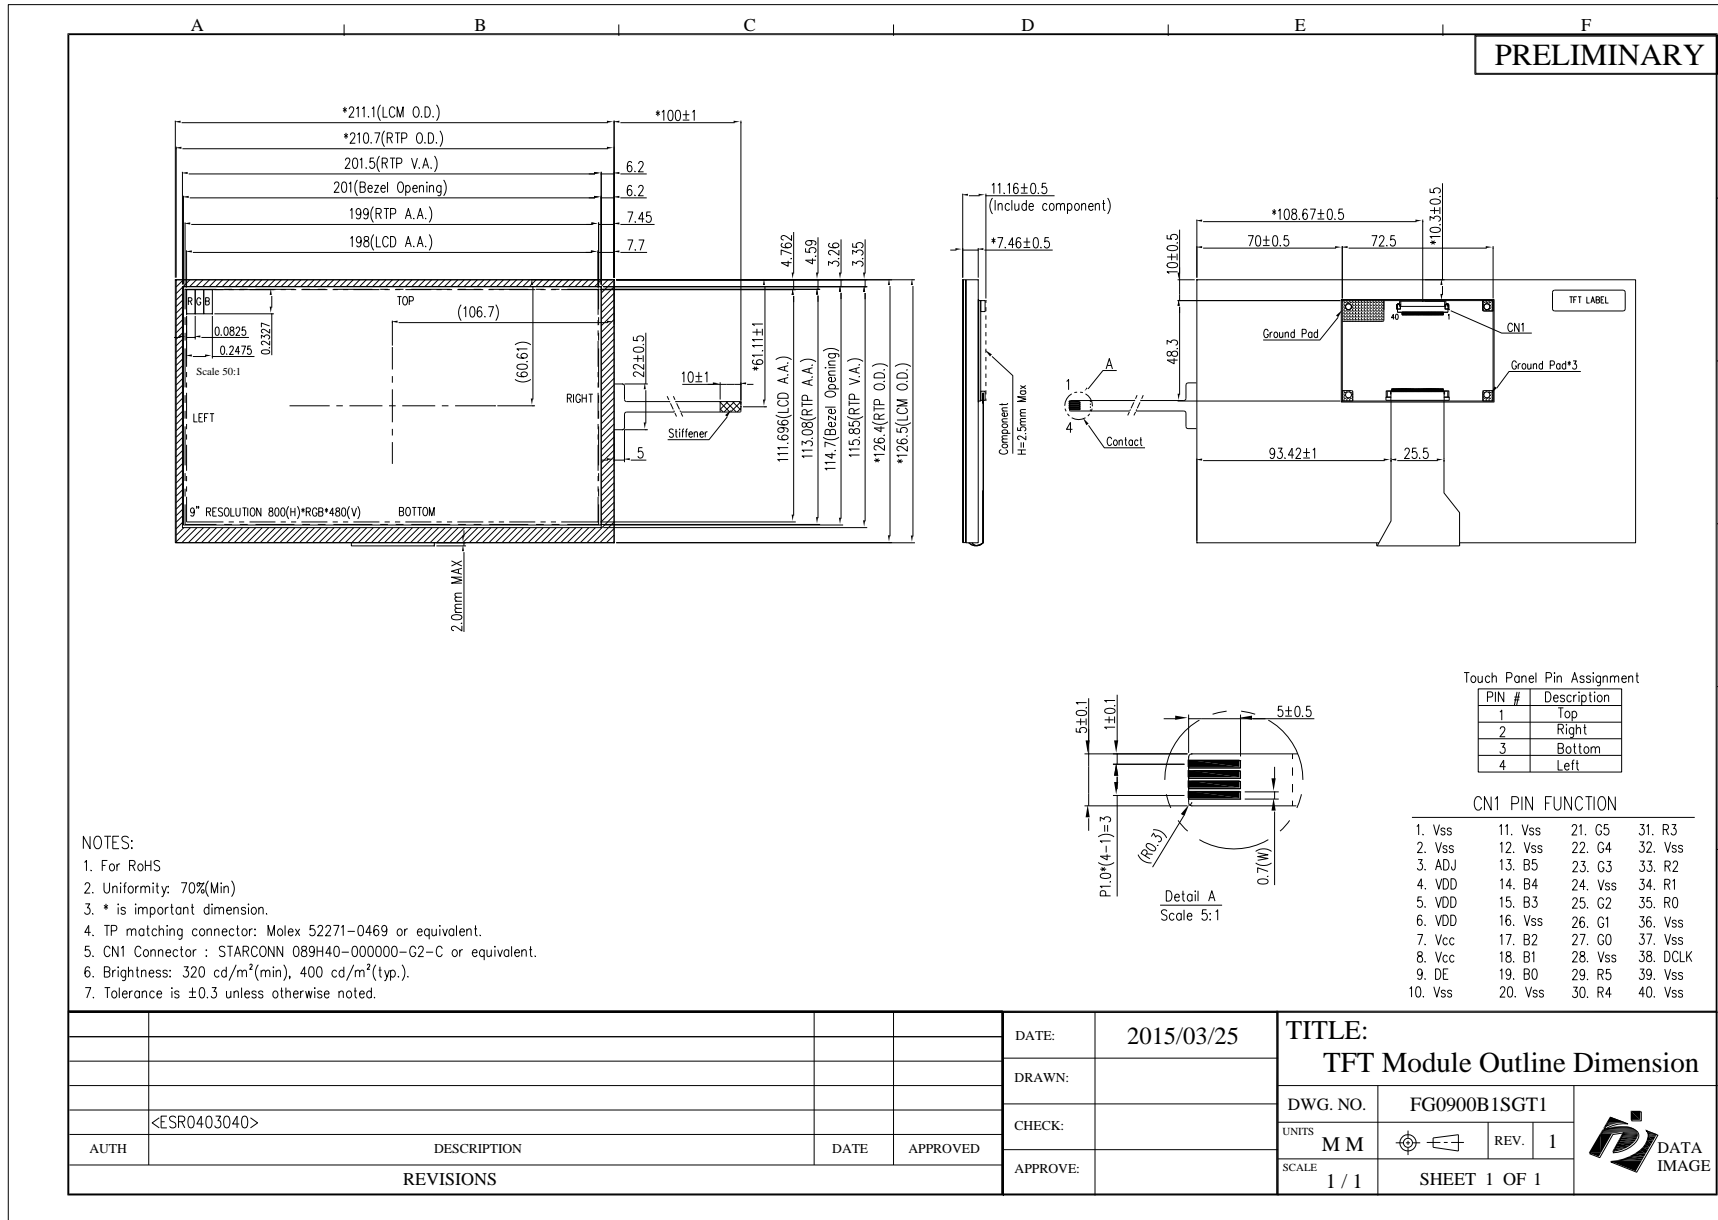 A B C D E F
PRELIMINARY
*211.1(LCM O.D.)
*100±1
*210.7(RTP O.D.)
201.5(RTP V.A.)
6.2
201(Bezel Opening)
6.2
199(RTP A.A.)
7.45
198(LCD A.A.)
7.7
4.762
4.59
3.26
3.35
R G B
TOP
(106.7)
0.0825
0.2475
0.2327
Scale 50:1
(60.61)
22±0.5
*61.11±1
10±1
LEFT
RIGHT
Stiffener
5
111.696(LCD A.A.)
113.08(RTP A.A.)
114.7(Bezel Opening)
115.85(RTP V.A.)
*126.4(RTP O.D.)
*126.5(LCM O.D.)
9" RESOLUTION 800(H)*RGB*480(V)
BOTTOM
2.0mm MAX
11.16±0.5
(Include component)
*7.46±0.5
Component
H=2.5mm Max
*108.67±0.5
*10.3±0.5
70±0.5
72.5
10±0.5
48.3
TFT LABEL
40
1
CN1
Ground Pad
Ground Pad*3
A
1
4
Contact
93.42±1
25.5
5±0.1
1±0.1
5±0.5
P1.0*(4-1)=3
(R0.3)
0.7(W)
Detail A
Scale 5:1
Touch Panel Pin Assignment
PIN # Description
1 Top
2 Right
3 Bottom
4 Left
CN1 PIN FUNCTION
1. Vss 11. Vss 21. G5 31. R3
2. Vss 12. Vss 22. G4 32. Vss
3. ADJ 13. B5 23. G3 33. R2
4. VDD 14. B4 24. Vss 34. R1
5. VDD 15. B3 25. G2 35. R0
6. VDD 16. Vss 26. G1 36. Vss
7. Vcc 17. B2 27. G0 37. Vss
8. Vcc 18. B1 28. Vss 38. DCLK
9. DE 19. B0 29. R5 39. Vss
10. Vss 20. Vss 30. R4 40. Vss
NOTES:
1. For RoHS
2. Uniformity: 70%(Min)
3. * is important dimension.
4. TP matching connector: Molex 52271-0469 or equivalent.
5. CN1 Connector : STARCONN 089H40-000000-G2-C or equivalent.
6. Brightness: 320 cd/m²(min), 400 cd/m²(typ.).
7. Tolerance is ±0.3 unless otherwise noted.
<ESR0403040>
AUTH DESCRIPTION DATE APPROVED
REVISIONS
DATE: 2015/03/25
DRAWN:
CHECK:
APPROVE:
TITLE:
TFT Module Outline Dimension
DWG. NO. FG0900B1SGT1
UNITS MM REV. 1
SCALE 1 / 1 SHEET 1 OF 1
DATA
IMAGE